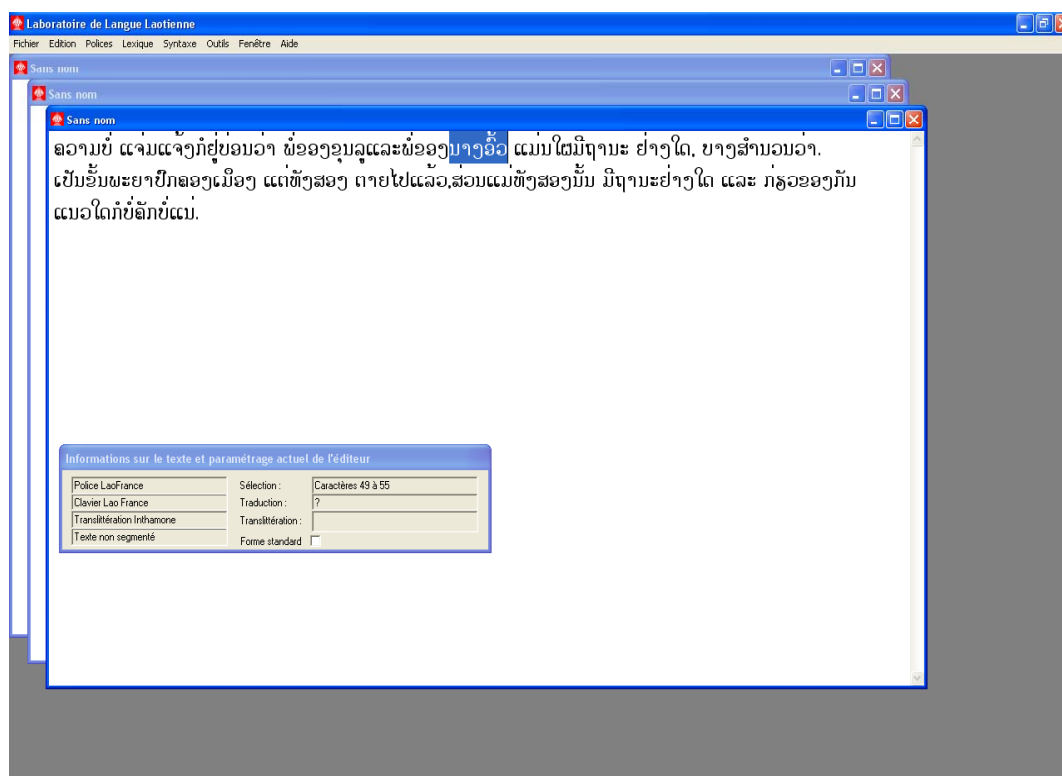 Laboratoire de Langue Laotienne
Fichier Edition Polices Lexique Syntaxe Outils Fenêtre Aide
Sans nom
Sans nom
Sans nom
ຄວາມບໍ່ ແຈ່ມແຈ້ງກໍຢູ່ບ່ອນວ່າ ພໍ່ຂອງຂຸນລູແລະພໍ່ຂອງນາງອົ້ວ ແມ່ນໃຜມີຖານະ ຢ່າງໃດ, ບາງສຳນວນວ່າ.
ເປັນຂັ້ນພະຍາປົກຄອງເມືອງ ແຕ່ທັງສອງ ຕາຍໄປແລ້ວ,ສ່ວນແມ່ທັງສອງນັ້ນ ມີຖານະຢ່າງໃດ ແລະ ກ່ຽວຂອງກັນ
ແນວໃດກໍບໍ່ຄັກບໍ່ແນ່.
Informations sur le texte et paramétrage actuel de l'éditeur
Police LaoFrance Sélection : Caractères 49 à 55
Clavier Lao France Traduction : ?
Translittération Inthamone Translittération :
Texte non segmenté Forme standard